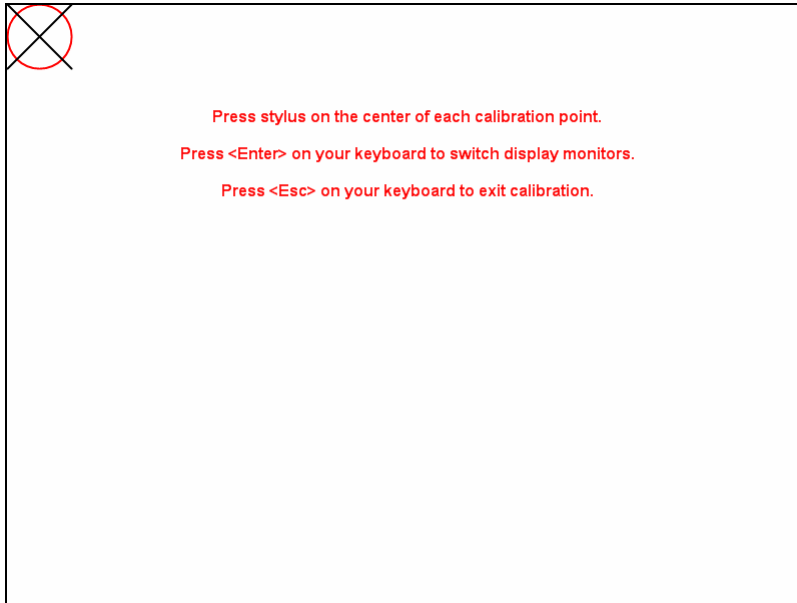 Press stylus on the center of each calibration point.
Press <Enter> on your keyboard to switch display monitors.
Press <Esc> on your keyboard to exit calibration.